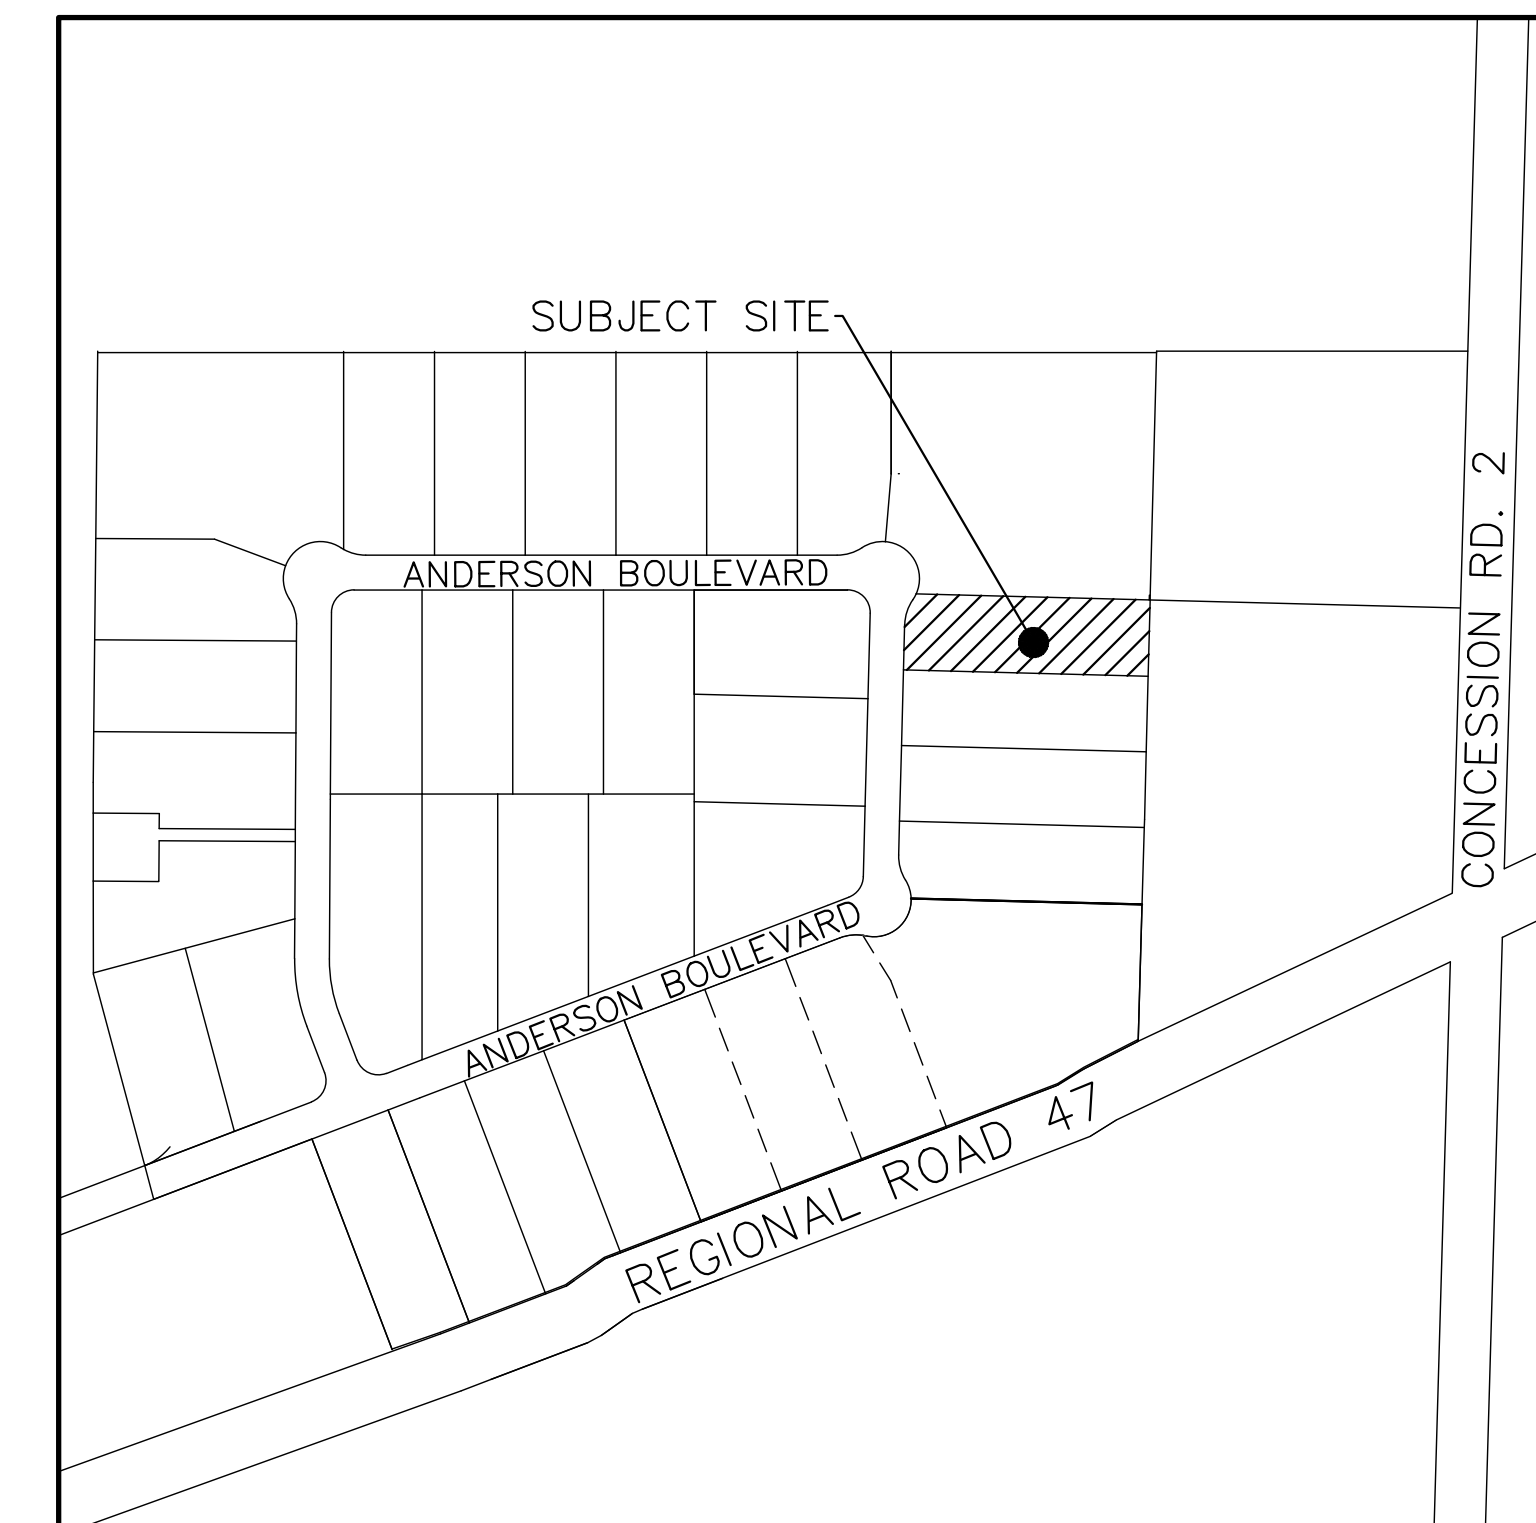 SUBJECT SITE
ANDERSON BOULEVARD
CONCESSION RD. 2
ANDERSON BOULEVARD
REGIONAL ROAD 47